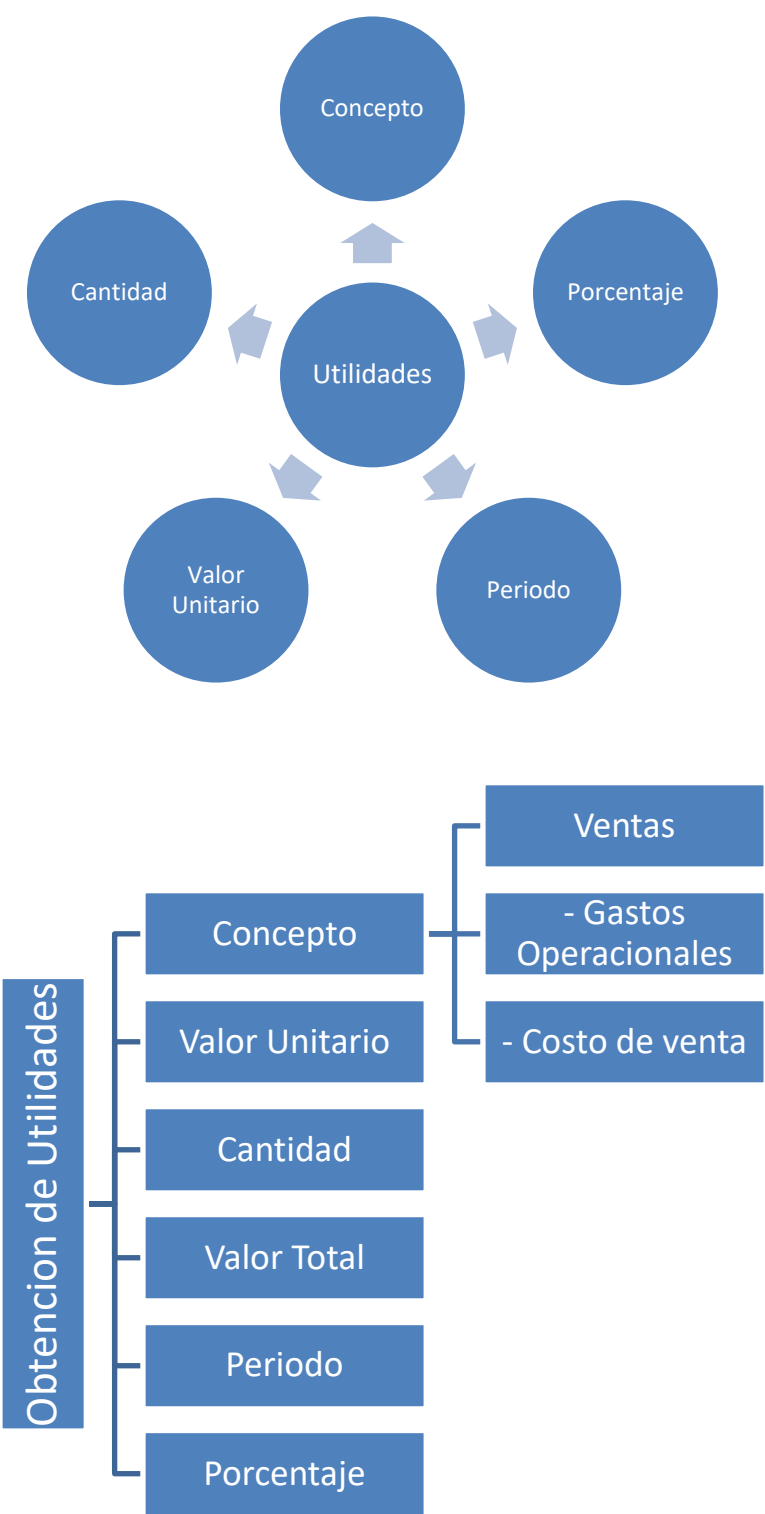 Concepto
Cantidad
Porcentaje
Utilidades
Valor
Unitario
Periodo
Obtencion de Utilidades
Concepto
Ventas
- Gastos
Operacionales
- Costo de venta
Valor Unitario
Cantidad
Valor Total
Periodo
Porcentaje